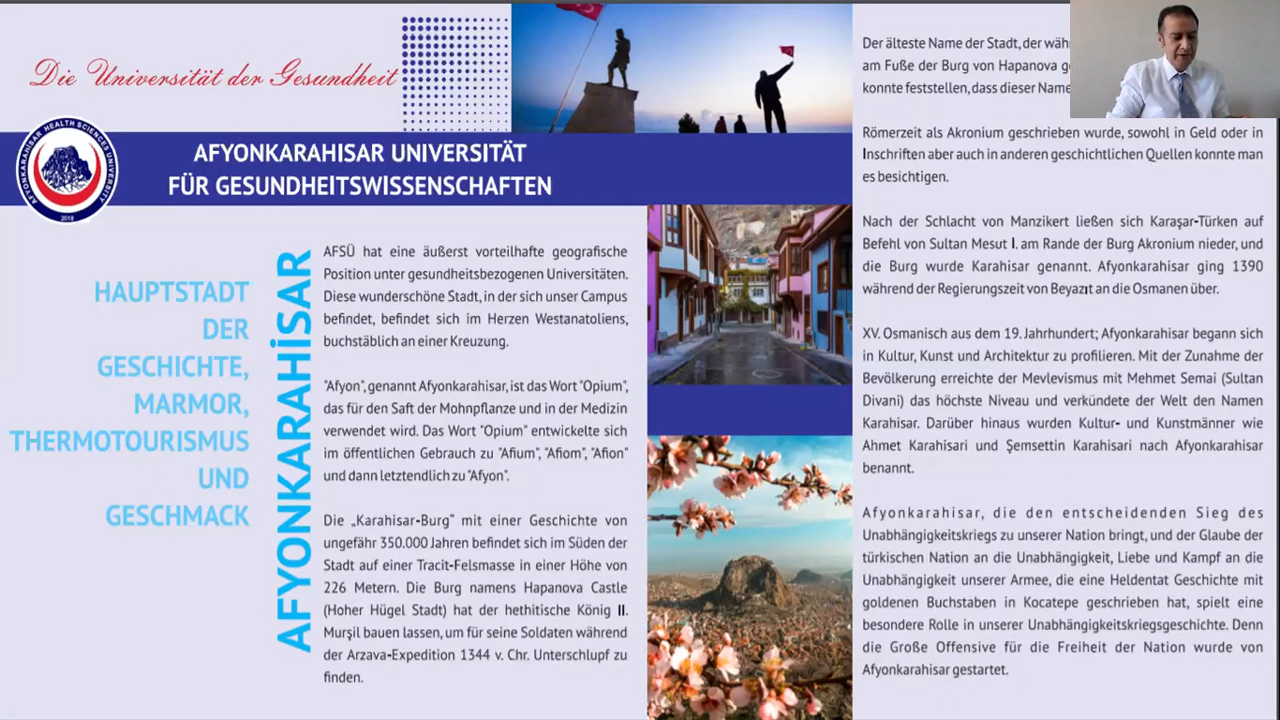 Die Universität der Gesundheit
AFYONKARAHISAR UNIVERSITÄT
FÜR GESUNDHEITSWISSENSCHAFTEN
AFYONKARAHISAR HEALTH SCIENCES UNIVERSITY
2018
HAUPTSTADT
DER
GESCHICHTE,
MARMOR,
THERMOTOURISMUS
UND
GESCHMACK
AFYONKARAHİSAR
AFSÜ hat eine äußerst vorteilhafte geografische
Position unter gesundheitsbezogenen Universitäten.
Diese wunderschöne Stadt, in der sich unser Campus
befindet, befindet sich im Herzen Westanatoliens,
buchstäblich an einer Kreuzung.
"Afyon", genannt Afyonkarahisar, ist das Wort "Opium",
das für den Saft der Mohnpflanze und in der Medizin
verwendet wird. Das Wort "Opium" entwickelte sich
im öffentlichen Gebrauch zu "Afium", "Afiom", "Afion"
und dann letztendlich zu "Afyon".
Die „Karahisar-Burg" mit einer Geschichte von
ungefähr 350.000 Jahren befindet sich im Süden der
Stadt auf einer Tracit-Felsmasse in einer Höhe von
226 Metern. Die Burg namens Hapanova Castle
(Hoher Hügel Stadt) hat der hethitische König II.
Murşil bauen lassen, um für seine Soldaten während
der Arzava-Expedition 1344 v. Chr. Unterschlupf zu
finden.
Der älteste Name der Stadt, der
am Fuße der Burg von Hapanova
konnte feststellen, dass dieser Name
Römerzeit als Akronium geschrieben wurde, sowohl in Geld oder in
Inschriften aber auch in anderen geschichtlichen Quellen konnte man
es besichtigen.
Nach der Schlacht von Manzikert ließen sich Karaşar-Türken auf
Befehl von Sultan Mesut I. am Rande der Burg Akronium nieder, und
die Burg wurde Karahisar genannt. Afyonkarahisar ging 1390
während der Regierungszeit von Beyazıt an die Osmanen über.
XV. Osmanisch aus dem 19. Jahrhundert; Afyonkarahisar begann sich
in Kultur, Kunst und Architektur zu profilieren. Mit der Zunahme der
Bevölkerung erreichte der Mevlevismus mit Mehmet Semai (Sultan
Divani) das höchste Niveau und verkündete der Welt den Namen
Karahisar. Darüber hinaus wurden Kultur- und Kunstmänner wie
Ahmet Karahisari und Şemsettin Karahisari nach Afyonkarahisar
benannt.
Afyonkarahisar, die den entscheidenden Sieg des
Unabhängigkeitskriegs zu unserer Nation bringt, und der Glaube der
türkischen Nation an die Unabhängigkeit, Liebe und Kampf an die
Unabhängigkeit unserer Armee, die eine Heldentat Geschichte mit
goldenen Buchstaben in Kocatepe geschrieben hat, spielt eine
besondere Rolle in unserer Unabhängigkeitskriegsgeschichte. Denn
die Große Offensive für die Freiheit der Nation wurde von
Afyonkarahisar gestartet.